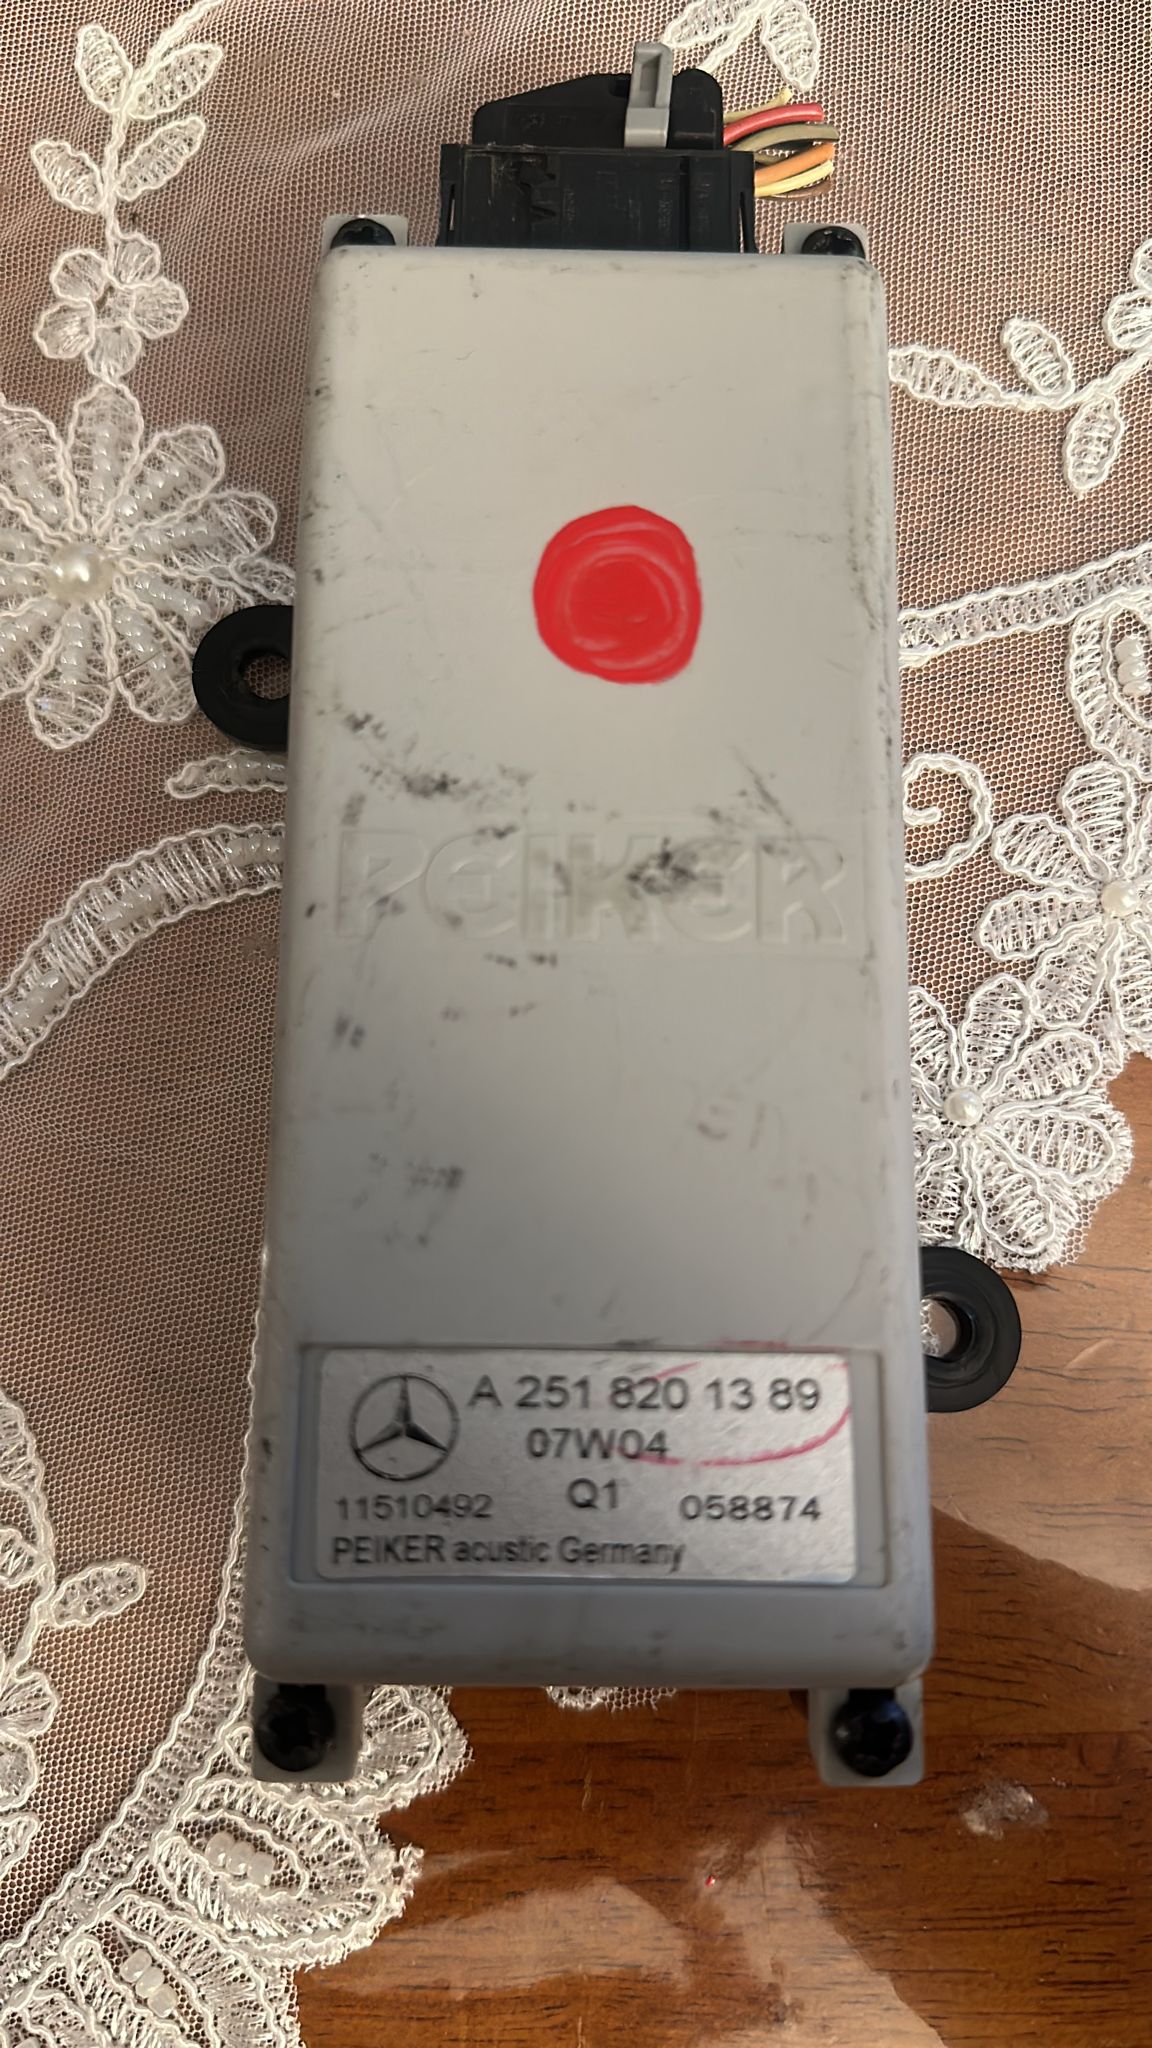 PEIKER
A 251 820 13 89
07W04
Q1
11510492 058874
PEIKER acustic Germany